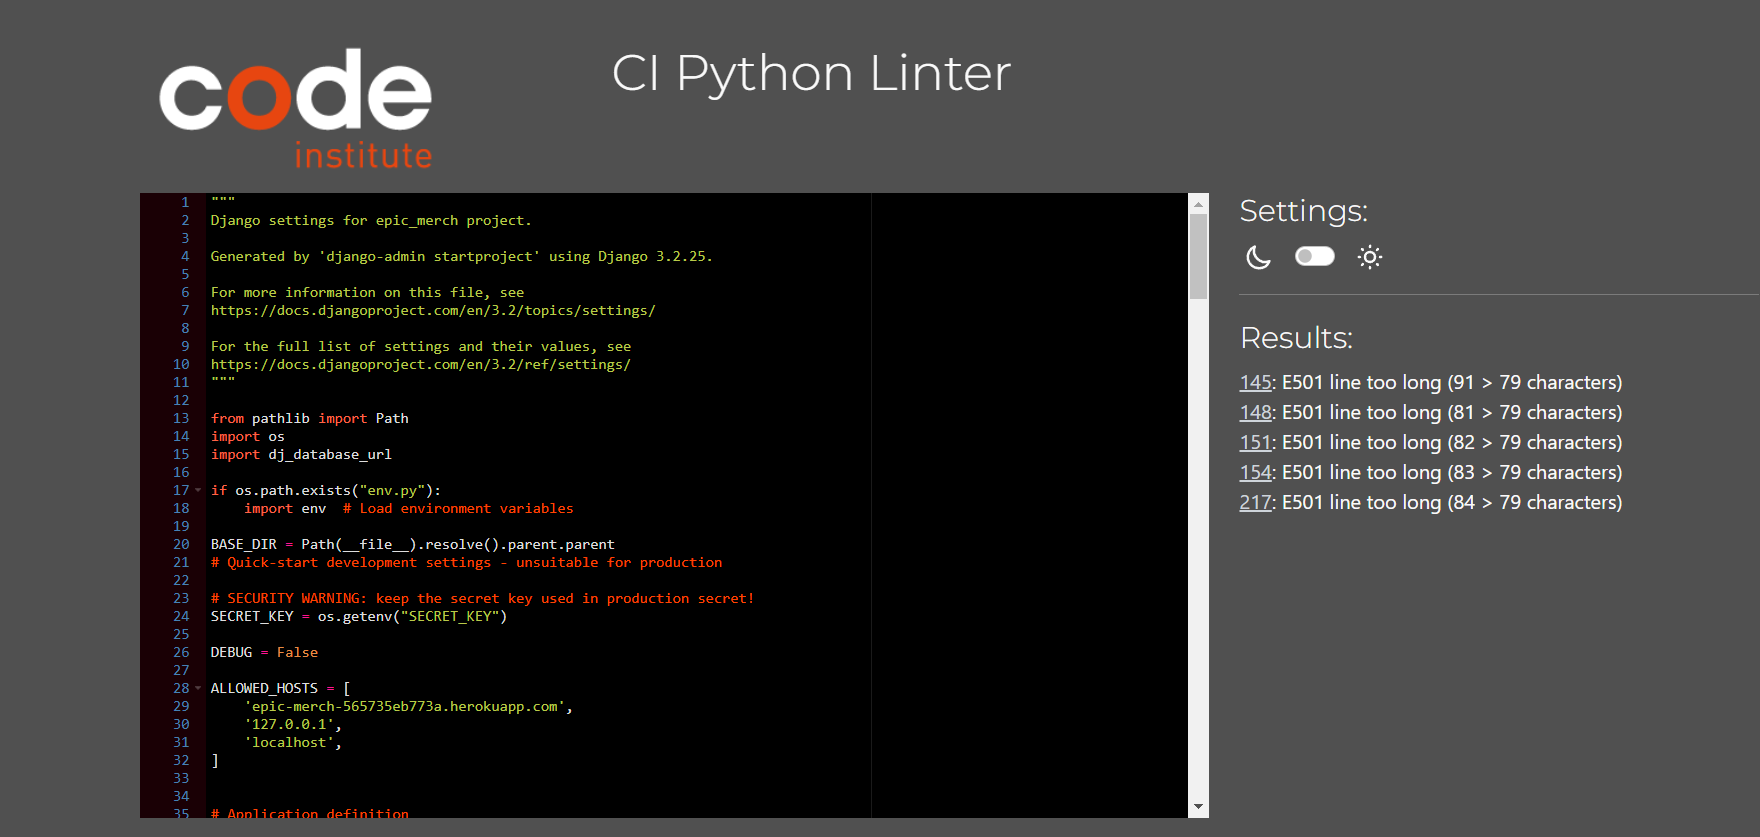 code
institute
CI Python Linter
1 """
2 Django settings for epic_merch project.
3
4 Generated by 'django-admin startproject' using Django 3.2.25.
5
6 For more information on this file, see
7 https://docs.djangoproject.com/en/3.2/topics/settings/
8
9 For the full list of settings and their values, see
10 https://docs.djangoproject.com/en/3.2/ref/settings/
11 """
12
13 from pathlib import Path
14 import os
15 import dj_database_url
16
17 if os.path.exists("env.py"):
18     import env  # Load environment variables
19
20 BASE_DIR = Path(__file__).resolve().parent.parent
21 # Quick-start development settings - unsuitable for production
22
23 # SECURITY WARNING: keep the secret key used in production secret!
24 SECRET_KEY = os.getenv("SECRET_KEY")
25
26 DEBUG = False
27
28 ALLOWED_HOSTS = [
29     'epic-merch-565735eb773a.herokuapp.com',
30     '127.0.0.1',
31     'localhost',
32 ]
33
34
35 # Application definition
Settings:
Results:
145: E501 line too long (91 > 79 characters)
148: E501 line too long (81 > 79 characters)
151: E501 line too long (82 > 79 characters)
154: E501 line too long (83 > 79 characters)
217: E501 line too long (84 > 79 characters)